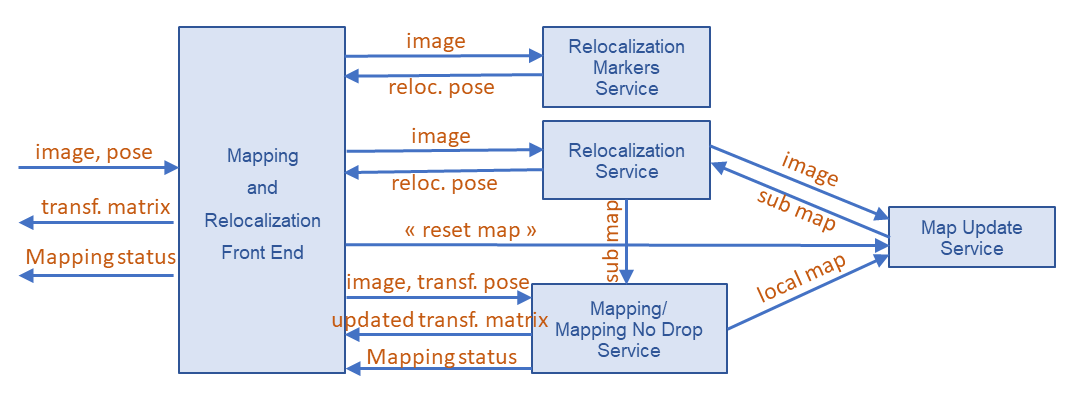 image, pose
transf. matrix
Mapping status
Mapping
and
Relocalization
Front End
image
reloc. pose
Relocalization
Markers
Service
image
reloc. pose
Relocalization
Service
image
sub map
« reset map »
sub map
Map Update
Service
image, transf. pose
updated transf. matrix
Mapping status
Mapping/
Mapping No Drop
Service
local map